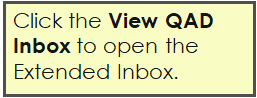 Click the View QAD
Inbox to open the
Extended Inbox.